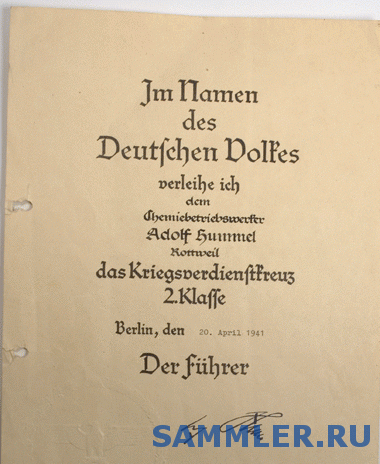 Im Namen
des
Deutſchen Volkes
verleihe ich
dem
Chemiebetriebswerker
Adolf Hummel
Rottweil
das Kriegsverdienſtkreuz
2.Klaſſe
Berlin, den 20. April 1941
Der Führer
SAMMLER.RU